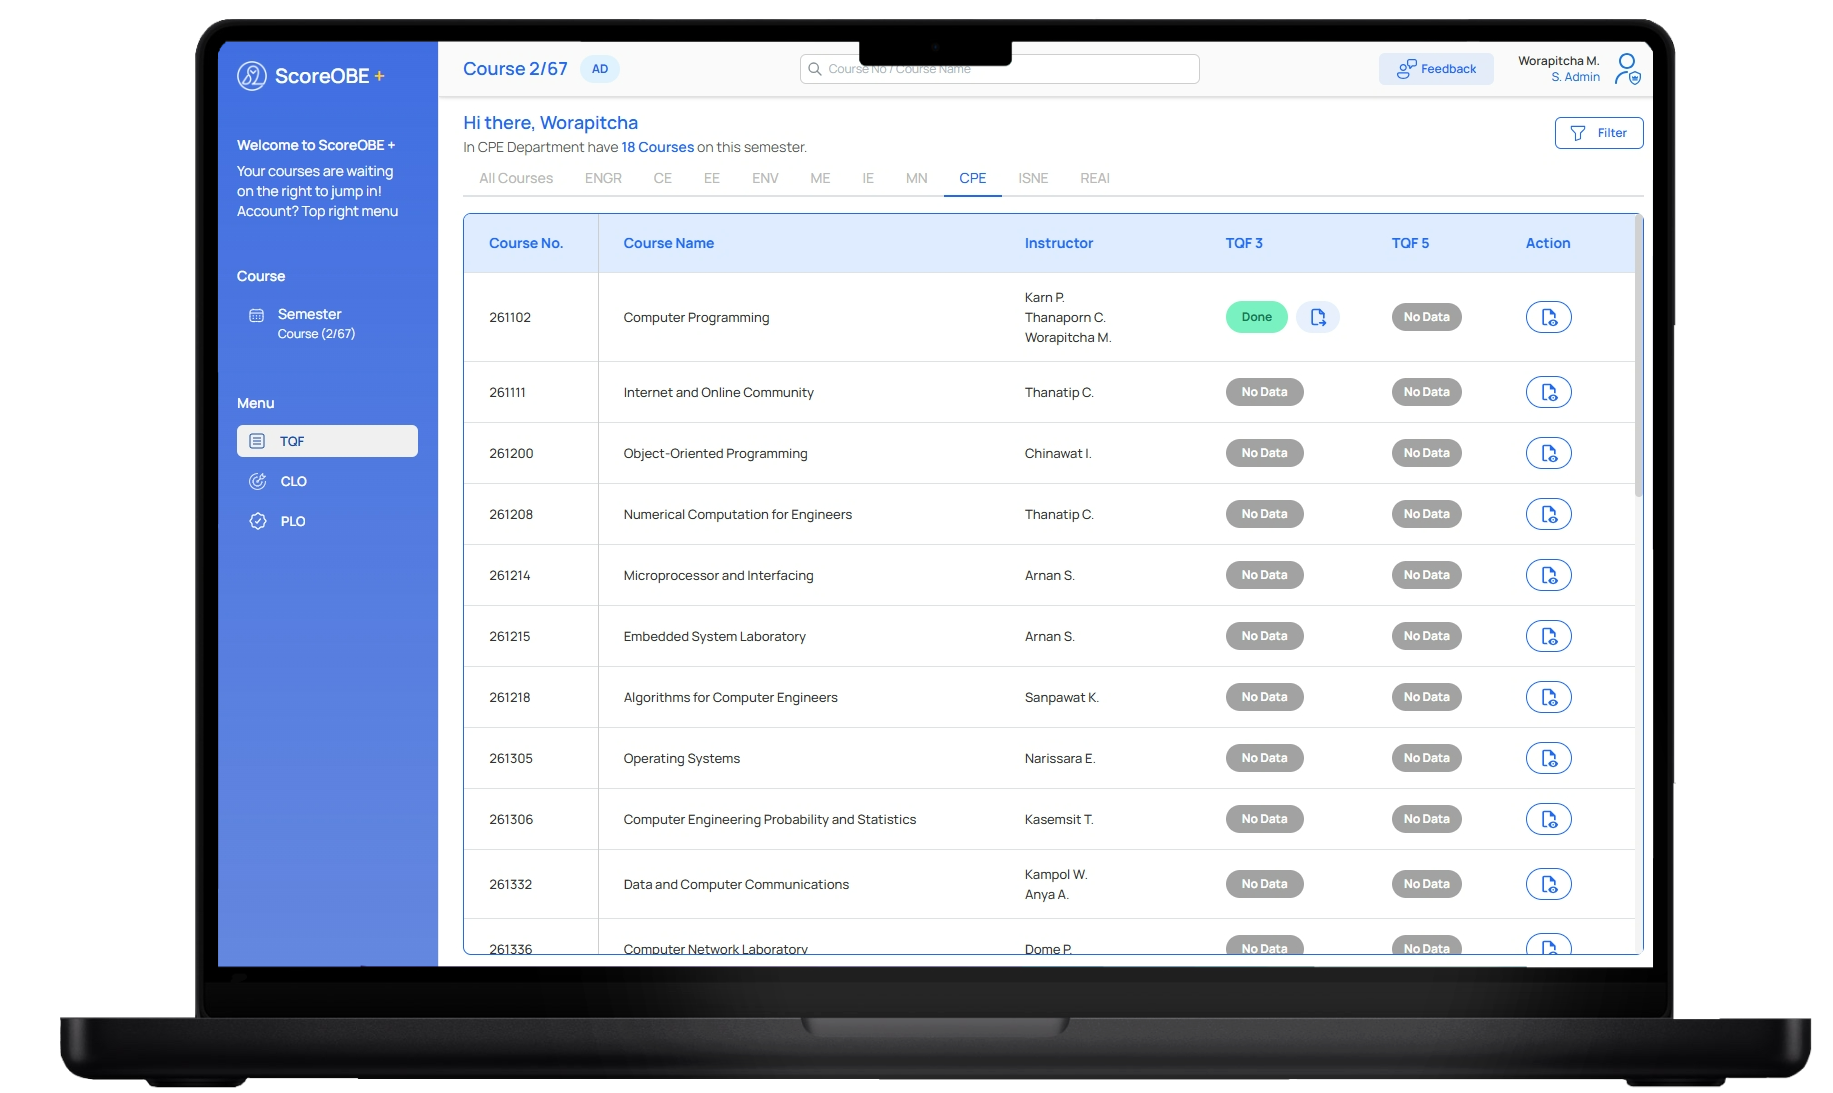 ScoreOBE +
Welcome to ScoreOBE +
Your courses are waiting
on the right to jump in!
Account? Top right menu
Course
Semester
Course (2/67)
Menu
TQF
CLO
PLO
Course 2/67 AD
Course No / Course Name
Feedback
Worapitcha M.
S. Admin
Hi there, Worapitcha
In CPE Department have 18 Courses on this semester.
Filter
All Courses ENGR CE EE ENV ME IE MN CPE ISNE REAI
Course No. Course Name Instructor TQF 3 TQF 5 Action
261102 Computer Programming Karn P. Done No Data
Thanaporn C.
Worapitcha M.
261111 Internet and Online Community Thanatip C. No Data No Data
261200 Object-Oriented Programming Chinawat I. No Data No Data
261208 Numerical Computation for Engineers Thanatip C. No Data No Data
261214 Microprocessor and Interfacing Arnan S. No Data No Data
261215 Embedded System Laboratory Arnan S. No Data No Data
261218 Algorithms for Computer Engineers Sanpawat K. No Data No Data
261305 Operating Systems Narissara E. No Data No Data
261306 Computer Engineering Probability and Statistics Kasemsit T. No Data No Data
261332 Data and Computer Communications Kampol W. No Data No Data
Anya A.
261336 Computer Network Laboratory Dome P. No Data No Data